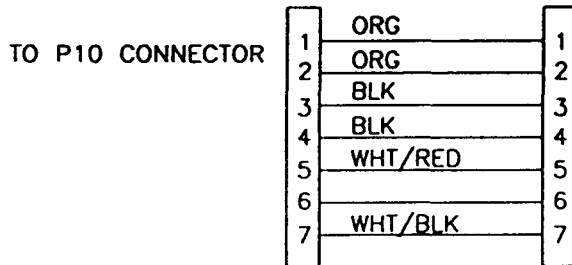 ORG
1 1
TO P10 CONNECTOR
ORG
2 2
BLK
3 3
BLK
4 4
WHT/RED
5 5
6 6
WHT/BLK
7 7